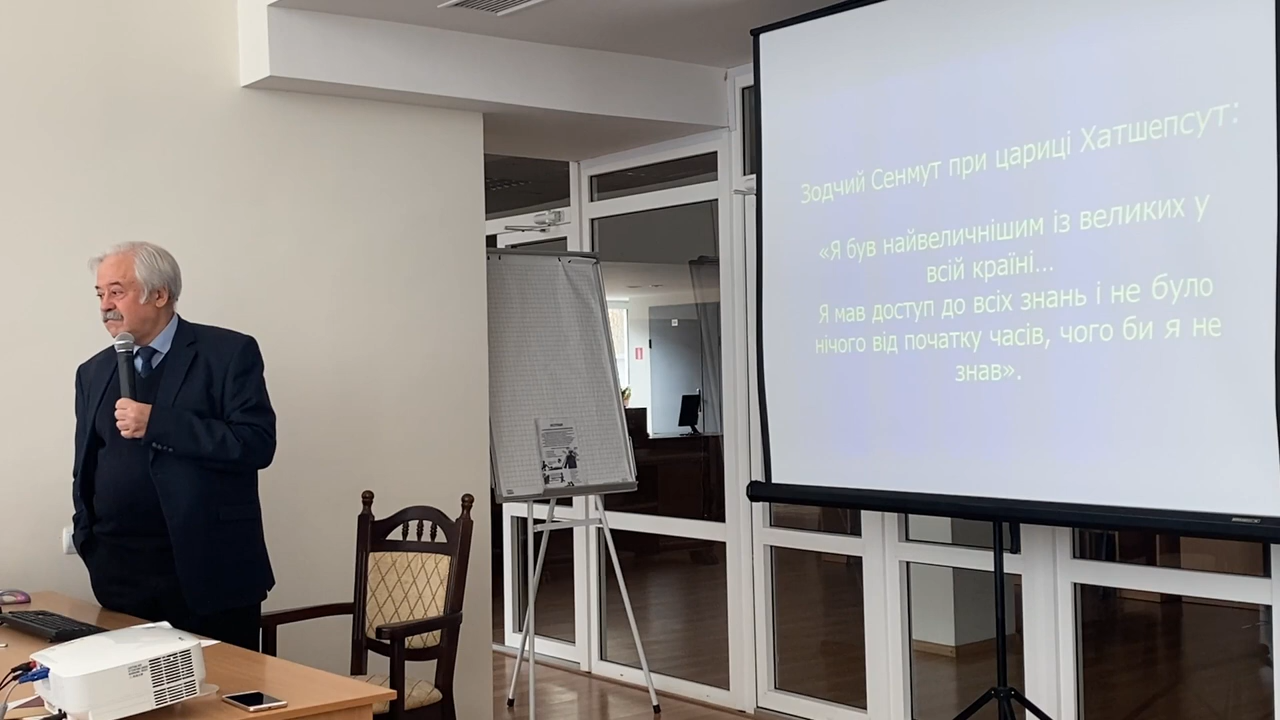 Зодчий Сенмут при цариці Хатшепсут:
«Я був найвеличнішим із великих у
всій країні...
Я мав доступ до всіх знань і не було
нічого від початку часів, чого би я не
знав».